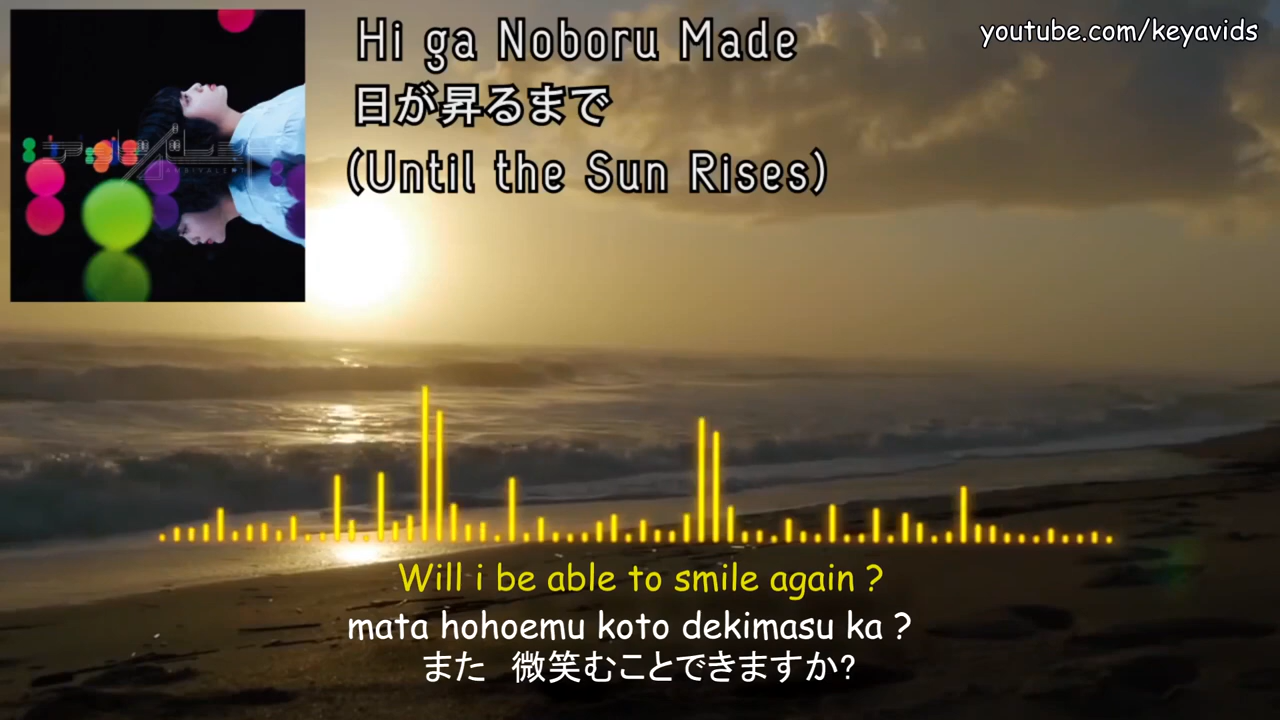 Hi ga Noboru Made
日が昇るまで
(Until the Sun Rises)
youtube.com/keyavids
Will i be able to smile again ?
mata hohoemu koto dekimasu ka ?
また 微笑むことできますか?